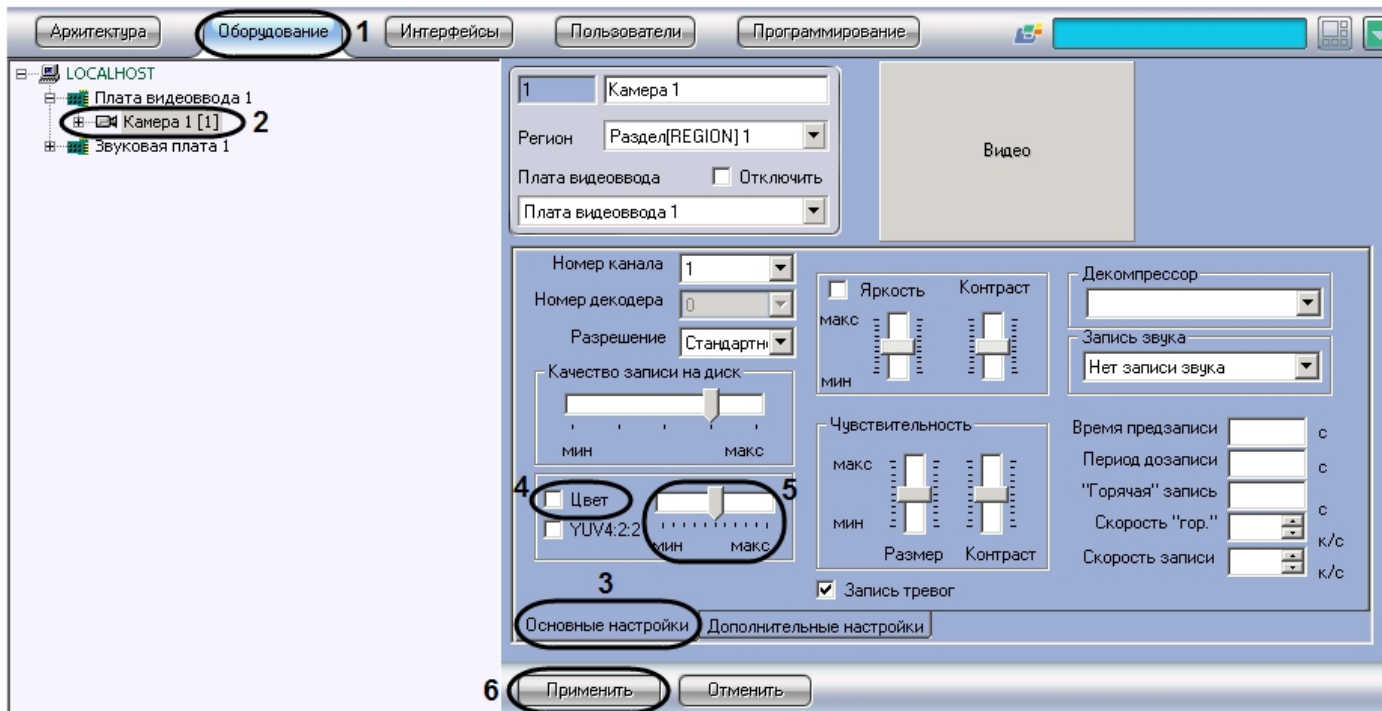 Архитектура Оборудование 1 Интерфейсы Пользователи Программирование
LOCALHOST
Плата видеоввода 1
Камера 1 [1] 2
Звуковая плата 1
1 Камера 1
Регион Раздел[REGION] 1
Плата видеоввода Отключить
Плата видеоввода 1
Видео
Номер канала 1
Номер декодера 0
Разрешение Стандартн
Качество записи на диск
мин макс
4 Цвет 5
YUV4:2:2 мин макс
Яркость Контраст
макс
мин
Чувствительность
макс
мин
Размер Контраст
Запись тревог
Декомпрессор
Запись звука
Нет записи звука
Время предзаписи с
Период дозаписи с
"Горячая" запись с
Скорость "гор." к/с
Скорость записи к/с
3
Основные настройки Дополнительные настройки
6 Применить Отменить